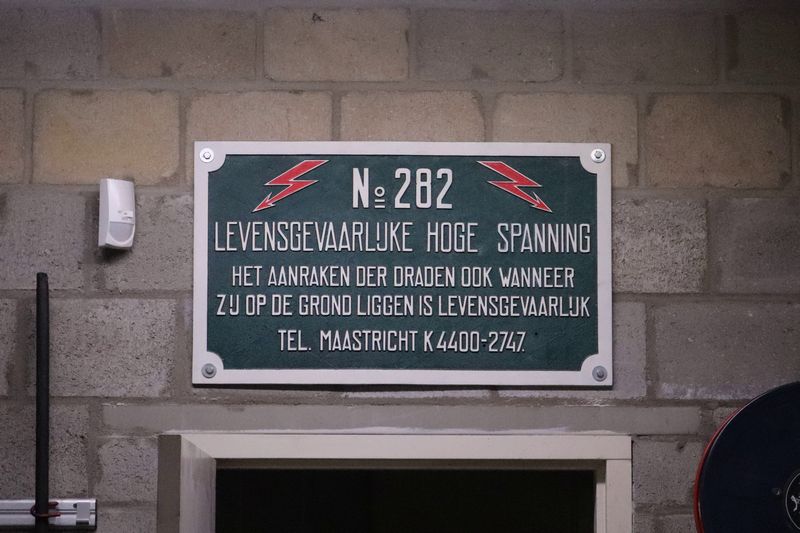 No 282
LEVENSGEVAARLIJKE HOGE SPANNING
HET AANRAKEN DER DRADEN OOK WANNEER
ZIJ OP DE GROND LIGGEN IS LEVENSGEVAARLIJK
TEL. MAASTRICHT K 4400-2747.